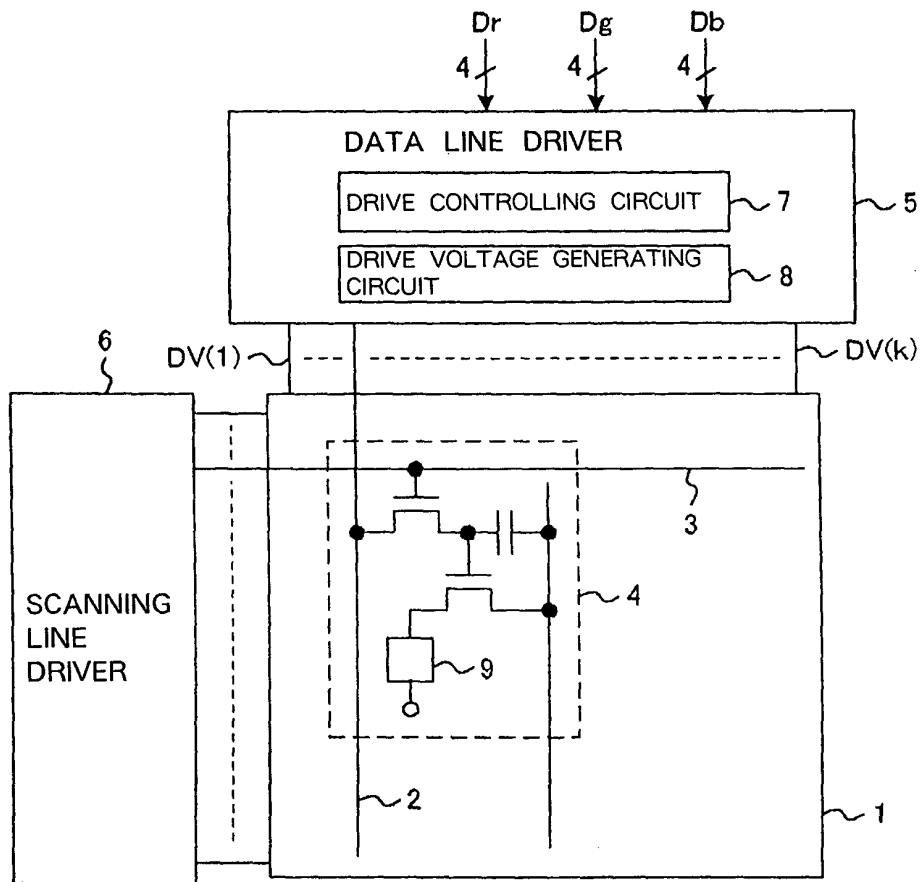 Dr Dg Db
4 4 4
DATA LINE DRIVER
DRIVE CONTROLLING CIRCUIT
7
5
DRIVE VOLTAGE GENERATING
CIRCUIT
8
6
DV(1)
DV(k)
3
SCANNING
LINE
DRIVER
4
9
2
1